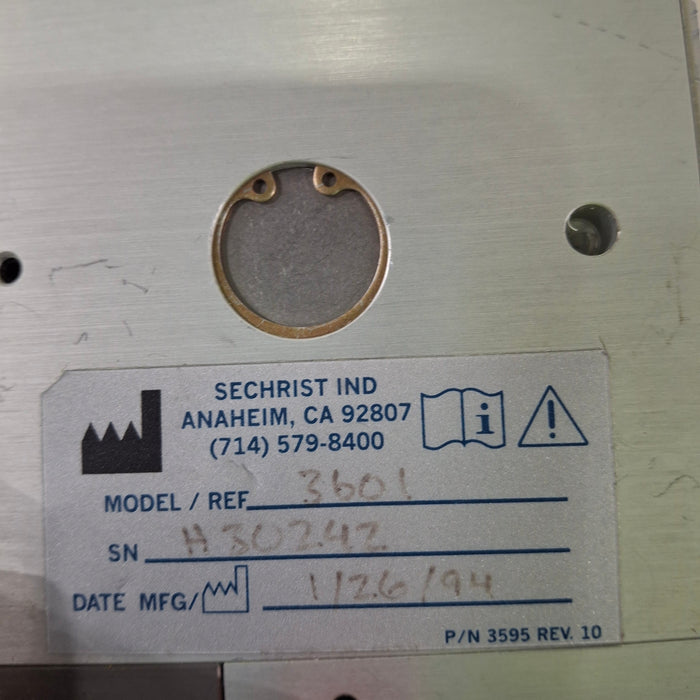 SECHRIST IND
ANAHEIM, CA 92807
(714) 579-8400
MODEL / REF 3601
SN H30242
DATE MFG/ 1/26/94
P/N 3595 REV. 10